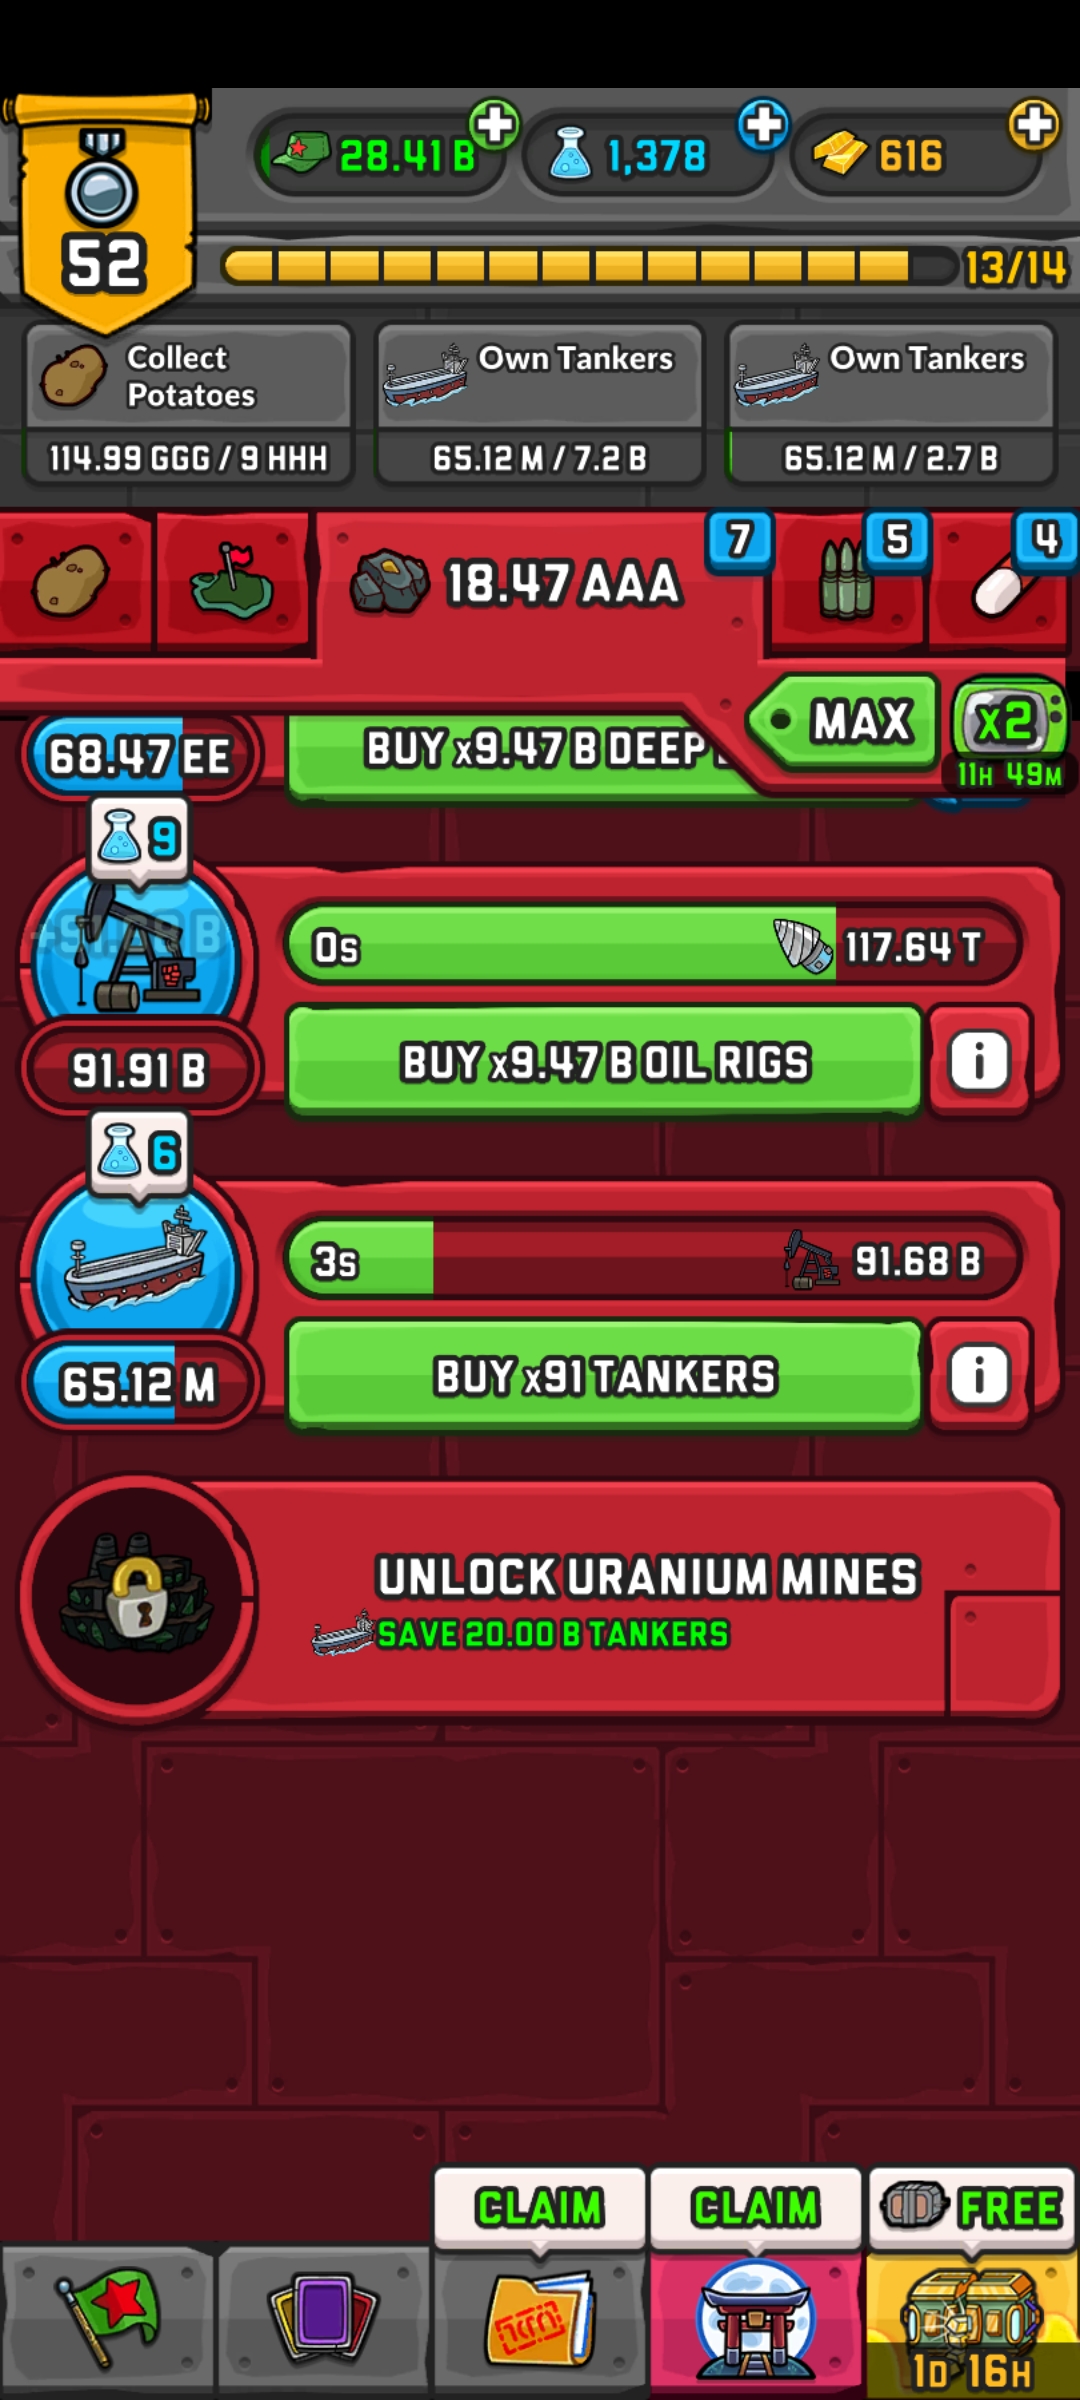 28.41 B
1,378
616
52
13/14
Collect
Potatoes
Own Tankers
Own Tankers
114.99 GGG / 9 HHH
65.12 M / 7.2 B
65.12 M / 2.7 B
18.47 AAA
7
5
4
MAX
x2
11H 49M
68.47 EE
BUY x9.47 B DEEP
9
0s
117.64 T
91.91 B
BUY x9.47 B OIL RIGS
i
6
3s
91.68 B
65.12 M
BUY x91 TANKERS
i
UNLOCK URANIUM MINES
SAVE 20.00 B TANKERS
CLAIM
CLAIM
FREE
1D 16H